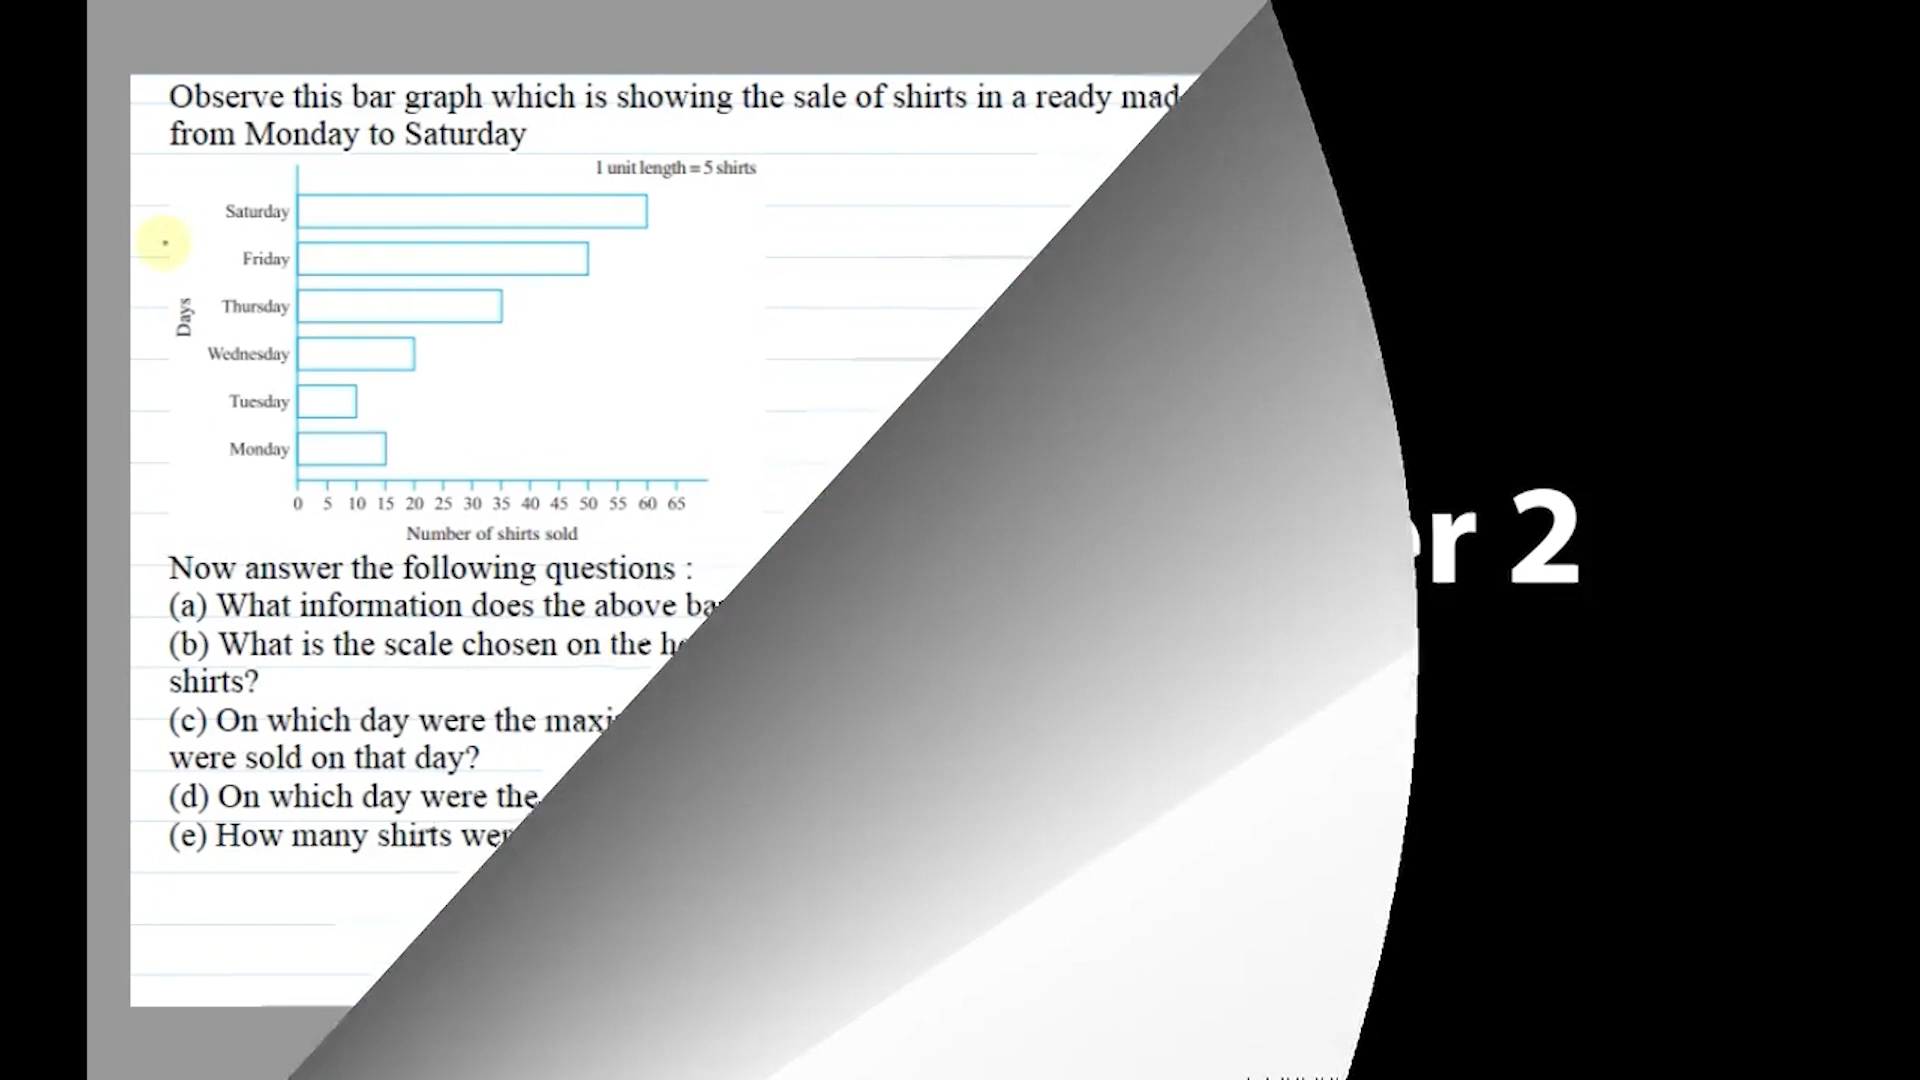 Observe this bar graph which is showing the sale of shirts in a ready
from Monday to Saturday
1 unit length = 5 shirts
Saturday
Friday
Thursday
Wednesday
Tuesday
Monday
Days
0 5 10 15 20 25 30 35 40 45 50 55 60 65
Number of shirts sold
Now answer the following questions :
(a) What information does the above
(b) What is the scale chosen on the
shirts?
(c) On which day were the
were sold on that day?
(d) On which day were the
(e) How many shirts
2